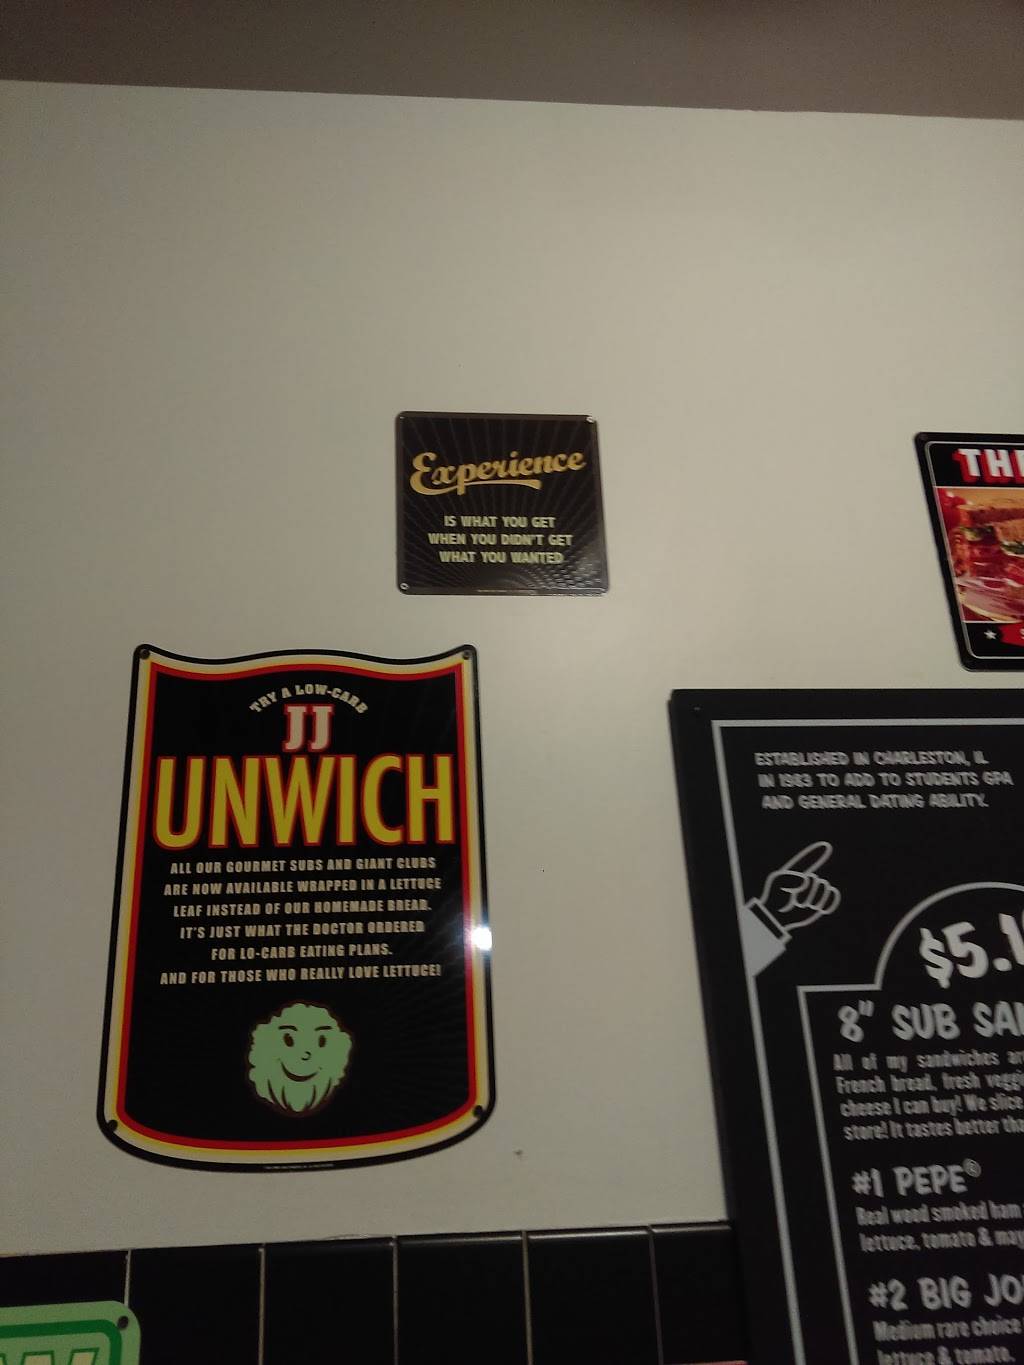 Experience
IS WHAT YOU GET
WHEN YOU DIDN'T GET
WHAT YOU WANTED
TRY A LOW-CARB
JJ
UNWICH
ALL OUR GOURMET SUBS AND GIANT CLUBS
ARE NOW AVAILABLE WRAPPED IN A LETTUCE
LEAF INSTEAD OF OUR HOMEMADE BREAD.
IT'S JUST WHAT THE DOCTOR ORDERED
FOR LO-CARB EATING PLANS.
AND FOR THOSE WHO REALLY LOVE LETTUCE!
ESTABLISHED IN CHARLESTON, IL
IN 1983 TO ADD TO STUDENTS GPA
AND GENERAL DATING ABILITY.
8" SUB
All of my sandwiches
French bread, fresh
cheese I can buy! We slice
store! It tastes better
#1 PEPE®
Real wood smoked ham
lettuce, tomato &
#2 BIG
Medium rare choice
lettuce & tomato.